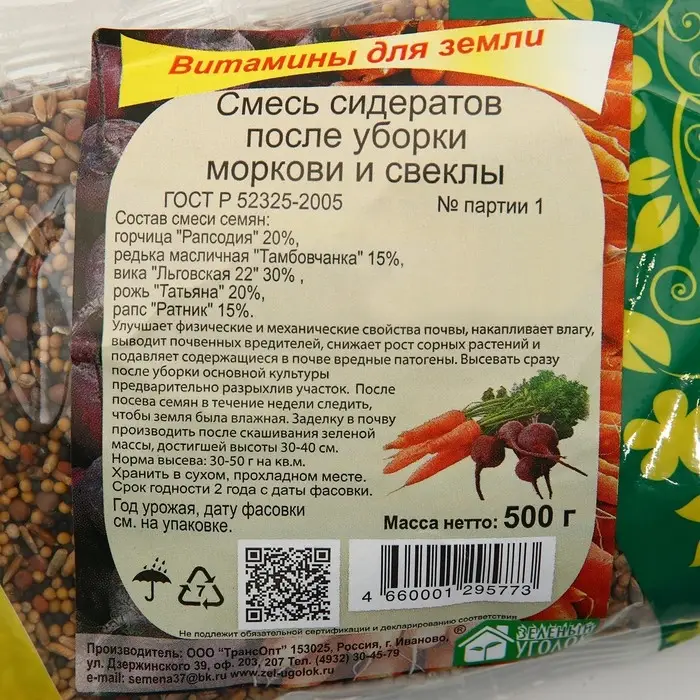 Витамины для земли
Смесь сидератов
после уборки
моркови и свеклы
ГОСТ Р 52325-2005 № партии 1
Состав смеси семян:
горчица "Рапсодия" 20%,
редька масличная "Тамбовчанка" 15%,
вика "Льговская 22" 30% ,
рожь "Татьяна" 20%,
рапс "Ратник" 15%.
Улучшает физические и механические свойства почвы, накапливает влагу,
выводит почвенных вредителей, снижает рост сорных растений и
подавляет содержащиеся в почве вредные патогены. Высевать сразу
после уборки основной культуры
предварительно разрыхлив участок. После
посева семян в течение недели следить,
чтобы земля была влажная. Заделку в почву
производить после скашивания зеленой
массы, достигшей высоты 30-40 см.
Норма высева: 30-50 г на кв.м.
Хранить в сухом, прохладном месте.
Срок годности 2 года с даты фасовки.
Год урожая, дату фасовки
см. на упаковке.
Масса нетто: 500 г
7
4 660001 295773
Не подлежит обязательной сертификации и декларированию соответствия
Производитель: ООО "ТрансОпт" 153025, Россия, г. Иваново,
ул. Дзержинского 39, оф. 203, 207 Тел. (4932) 30-45-79
e-mail: semena37@bk.ru www.zel-ugolok.ru
®
ЗЕЛЕНЫЙ
УГОЛОК